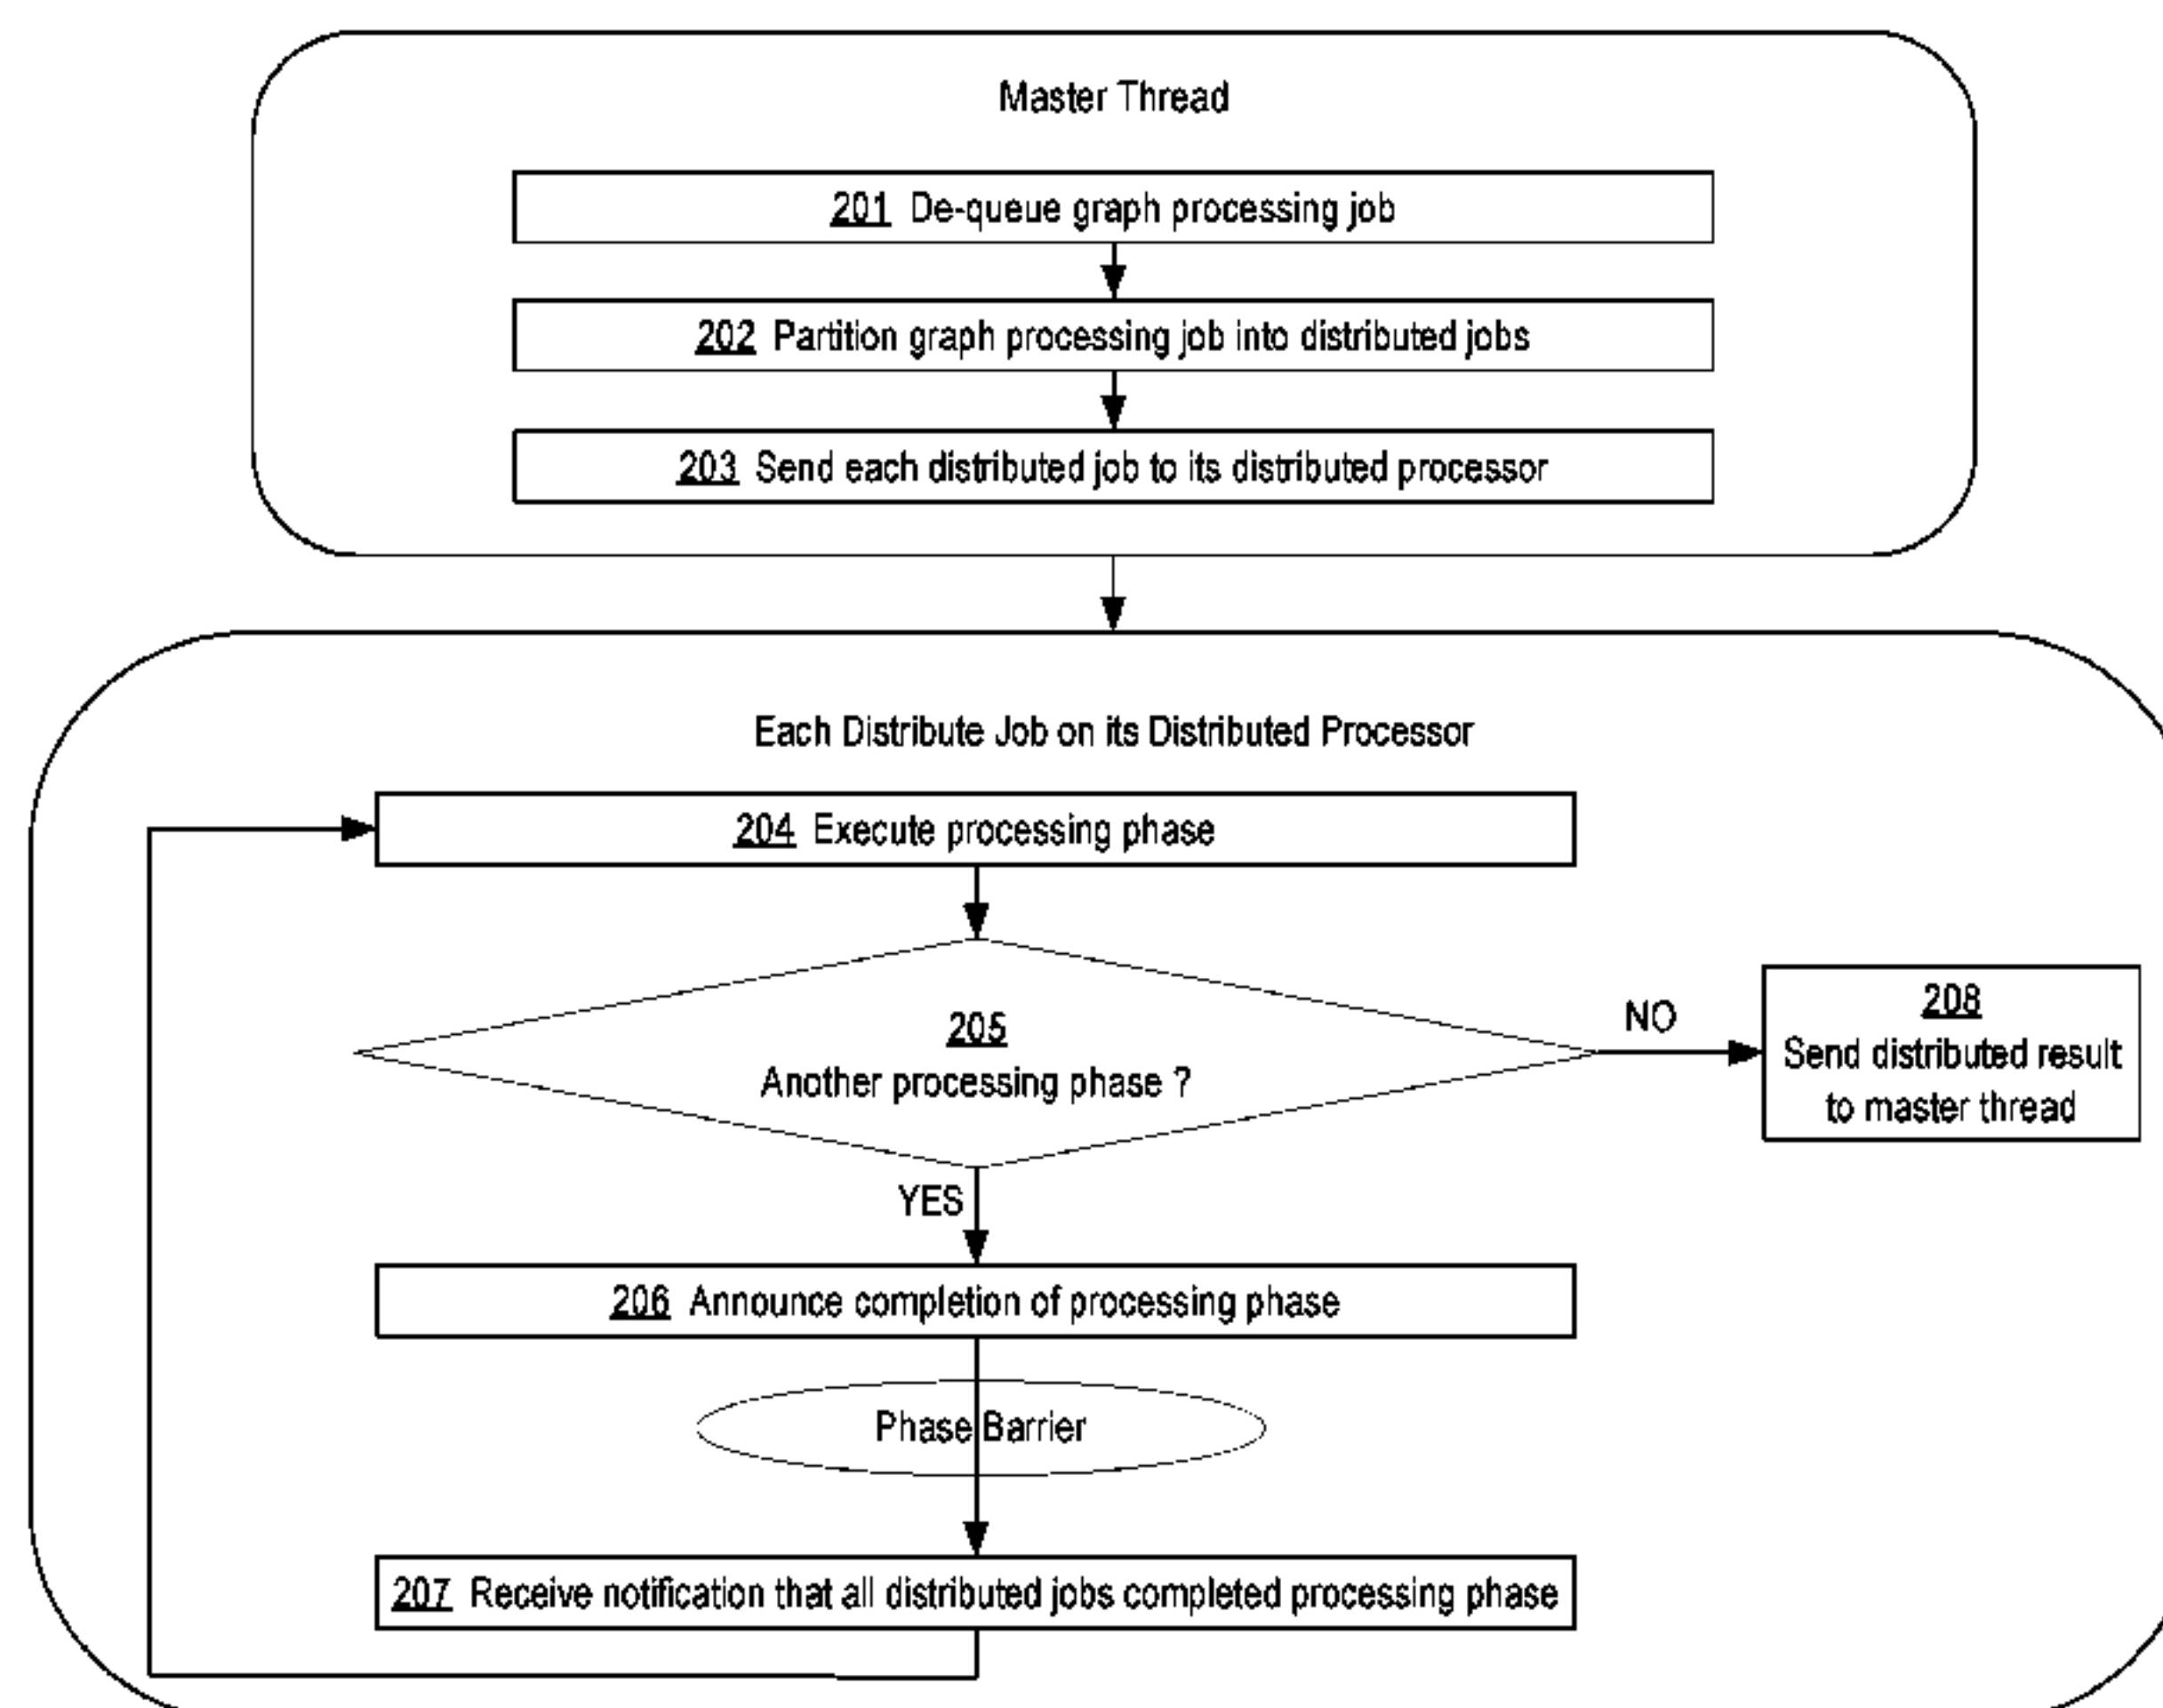 Master Thread
201 De-queue graph processing job
202 Partition graph processing job into distributed jobs
203 Send each distributed job to its distributed processor
Each Distribute Job on its Distributed Processor
204 Execute processing phase
205
Another processing phase ?
NO
208
Send distributed result
to master thread
YES
206 Announce completion of processing phase
Phase Barrier
207 Receive notification that all distributed jobs completed processing phase